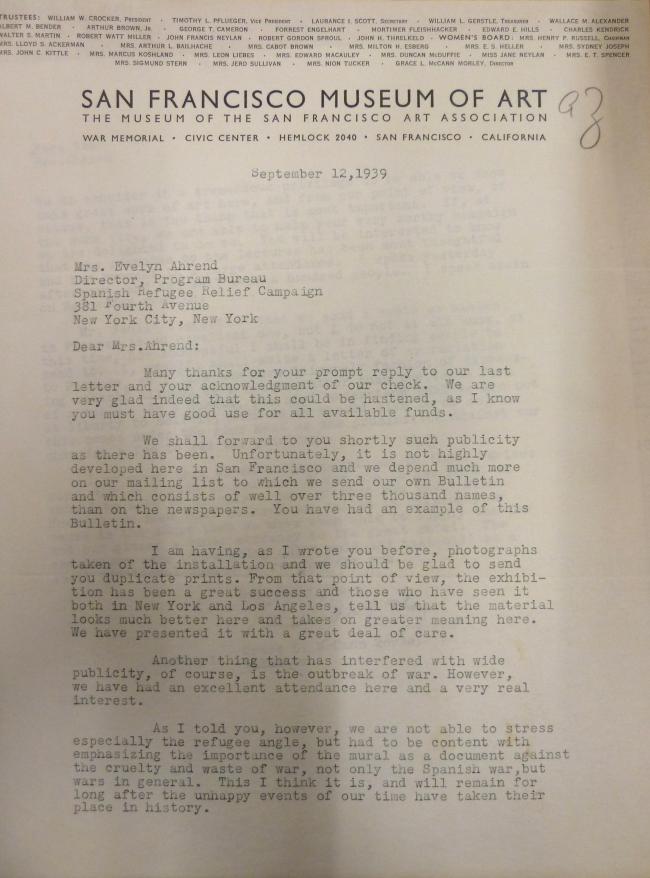 TRUSTEES: WILLIAM W. CROCKER, PRESIDENT · TIMOTHY L. PFLUEGER, VICE PRESIDENT · LAURANCE I. SCOTT, SECRETARY · WILLIAM L. GERSTLE, TREASURER · WALLACE M. ALEXANDER
ALBERT M. BENDER · ARTHUR BROWN, JR. · GEORGE T. CAMERON · FORREST ENGELHART · MORTIMER FLEISHHACKER · EDWARD E. HILLS · CHARLES KENDRICK
WALTER S. MARTIN · ROBERT WATT MILLER · JOHN FRANCIS NEYLAN · ROBERT GORDON SPROUL · JOHN H. THRELKELD · WOMEN'S BOARD: MRS. HENRY P. RUSSELL, CHAIRMAN
MRS. LLOYD S. ACKERMAN · MRS. ARTHUR L. BAILHACHE · MRS. CABOT BROWN · MRS. MILTON H. ESBERG · MRS. E. S. HELLER · MRS. SYDNEY JOSEPH
MRS. JOHN C. KITTLE · MRS. MARCUS KOSHLAND · MRS. LEON LIEBES · MRS. EDWARD MACAULEY · MRS. DUNCAN McDUFFIE · MISS JANE NEYLAN · MRS. E. T. SPENCER
MRS. SIGMUND STERN · MRS. JERD SULLIVAN · MRS. NION TUCKER · GRACE L. McCANN MORLEY, DIRECTOR
SAN FRANCISCO MUSEUM OF ART
THE MUSEUM OF THE SAN FRANCISCO ART ASSOCIATION
WAR MEMORIAL · CIVIC CENTER · HEMLOCK 2040 · SAN FRANCISCO · CALIFORNIA
September 12,1939
Mrs. Evelyn Ahrend
Director, Program Bureau
Spanish Refugee Relief Campaign
381 Fourth Avenue
New York City, New York
Dear Mrs.Ahrend:
Many thanks for your prompt reply to our last
letter and your acknowledgment of our check. We are
very glad indeed that this could be hastened, as I know
you must have good use for all available funds.
We shall forward to you shortly such publicity
as there has been. Unfortunately, it is not highly
developed here in San Francisco and we depend much more
on our mailing list to which we send our own Bulletin
and which consists of well over three thousand names,
than on the newspapers. You have had an example of this
Bulletin.
I am having, as I wrote you before, photographs
taken of the installation and we should be glad to send
you duplicate prints. From that point of view, the exhibi-
tion has been a great success and those who have seen it
both in New York and Los Angeles, tell us that the material
looks much better here and takes on greater meaning here.
We have presented it with a great deal of care.
Another thing that has interfered with wide
publicity, of course, is the outbreak of war. However,
we have had an excellent attendance here and a very real
interest.
As I told you, however, we are not able to stress
especially the refugee angle, but had to be content with
emphasizing the importance of the mural as a document against
the cruelty and waste of war, not only the Spanish war,but
wars in general. This I think it is, and will remain for
long after the unhappy events of our time have taken their
place in history.